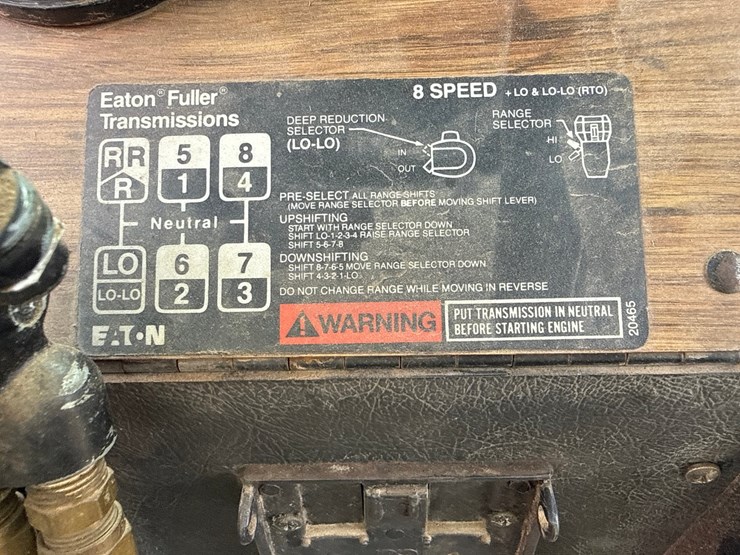 Eaton® Fuller®
Transmissions
8 SPEED + LO & LO-LO (RTO)
DEEP REDUCTION
SELECTOR
(LO-LO)
IN
OUT
RANGE
SELECTOR
HI
LO
R R 5 8
R 1 4
Neutral
LO 6 7
LO-LO 2 3
PRE-SELECT ALL RANGE SHIFTS
(MOVE RANGE SELECTOR BEFORE MOVING SHIFT LEVER)
UPSHIFTING
START WITH RANGE SELECTOR DOWN
SHIFT LO-1-2-3-4 RAISE RANGE SELECTOR
SHIFT 5-6-7-8
DOWNSHIFTING
SHIFT 8-7-6-5 MOVE RANGE SELECTOR DOWN
SHIFT 4-3-2-1-LO
DO NOT CHANGE RANGE WHILE MOVING IN REVERSE
EATON
WARNING
PUT TRANSMISSION IN NEUTRAL
BEFORE STARTING ENGINE
20465